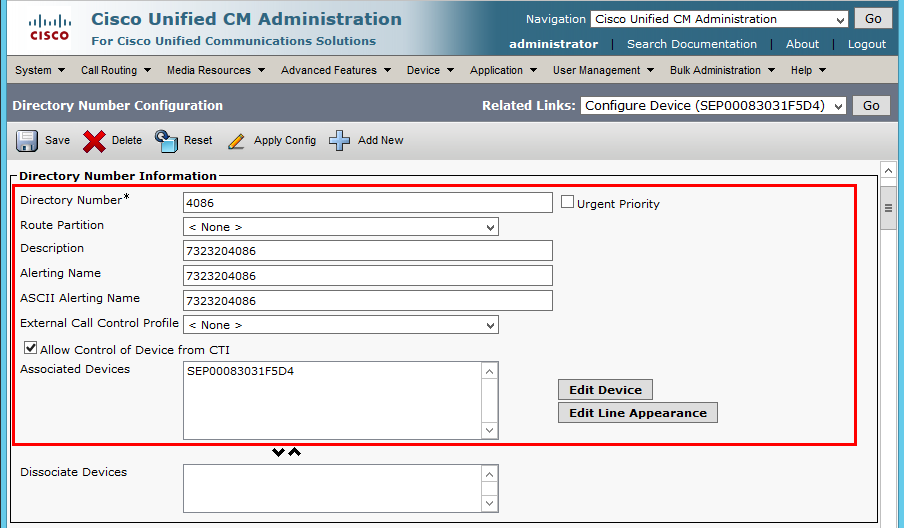 Cisco Unified CM Administration
For Cisco Unified Communications Solutions
CISCO
Navigation Cisco Unified CM Administration Go
administrator | Search Documentation | About | Logout
System Call Routing Media Resources Advanced Features Device Application User Management Bulk Administration Help
Directory Number Configuration Related Links: Configure Device (SEP00083031F5D4) Go
Save Delete Reset Apply Config Add New
Directory Number Information
Directory Number* 4086 Urgent Priority
Route Partition < None >
Description 7323204086
Alerting Name 7323204086
ASCII Alerting Name 7323204086
External Call Control Profile < None >
Allow Control of Device from CTI
Associated Devices SEP00083031F5D4
Edit Device
Edit Line Appearance
Dissociate Devices